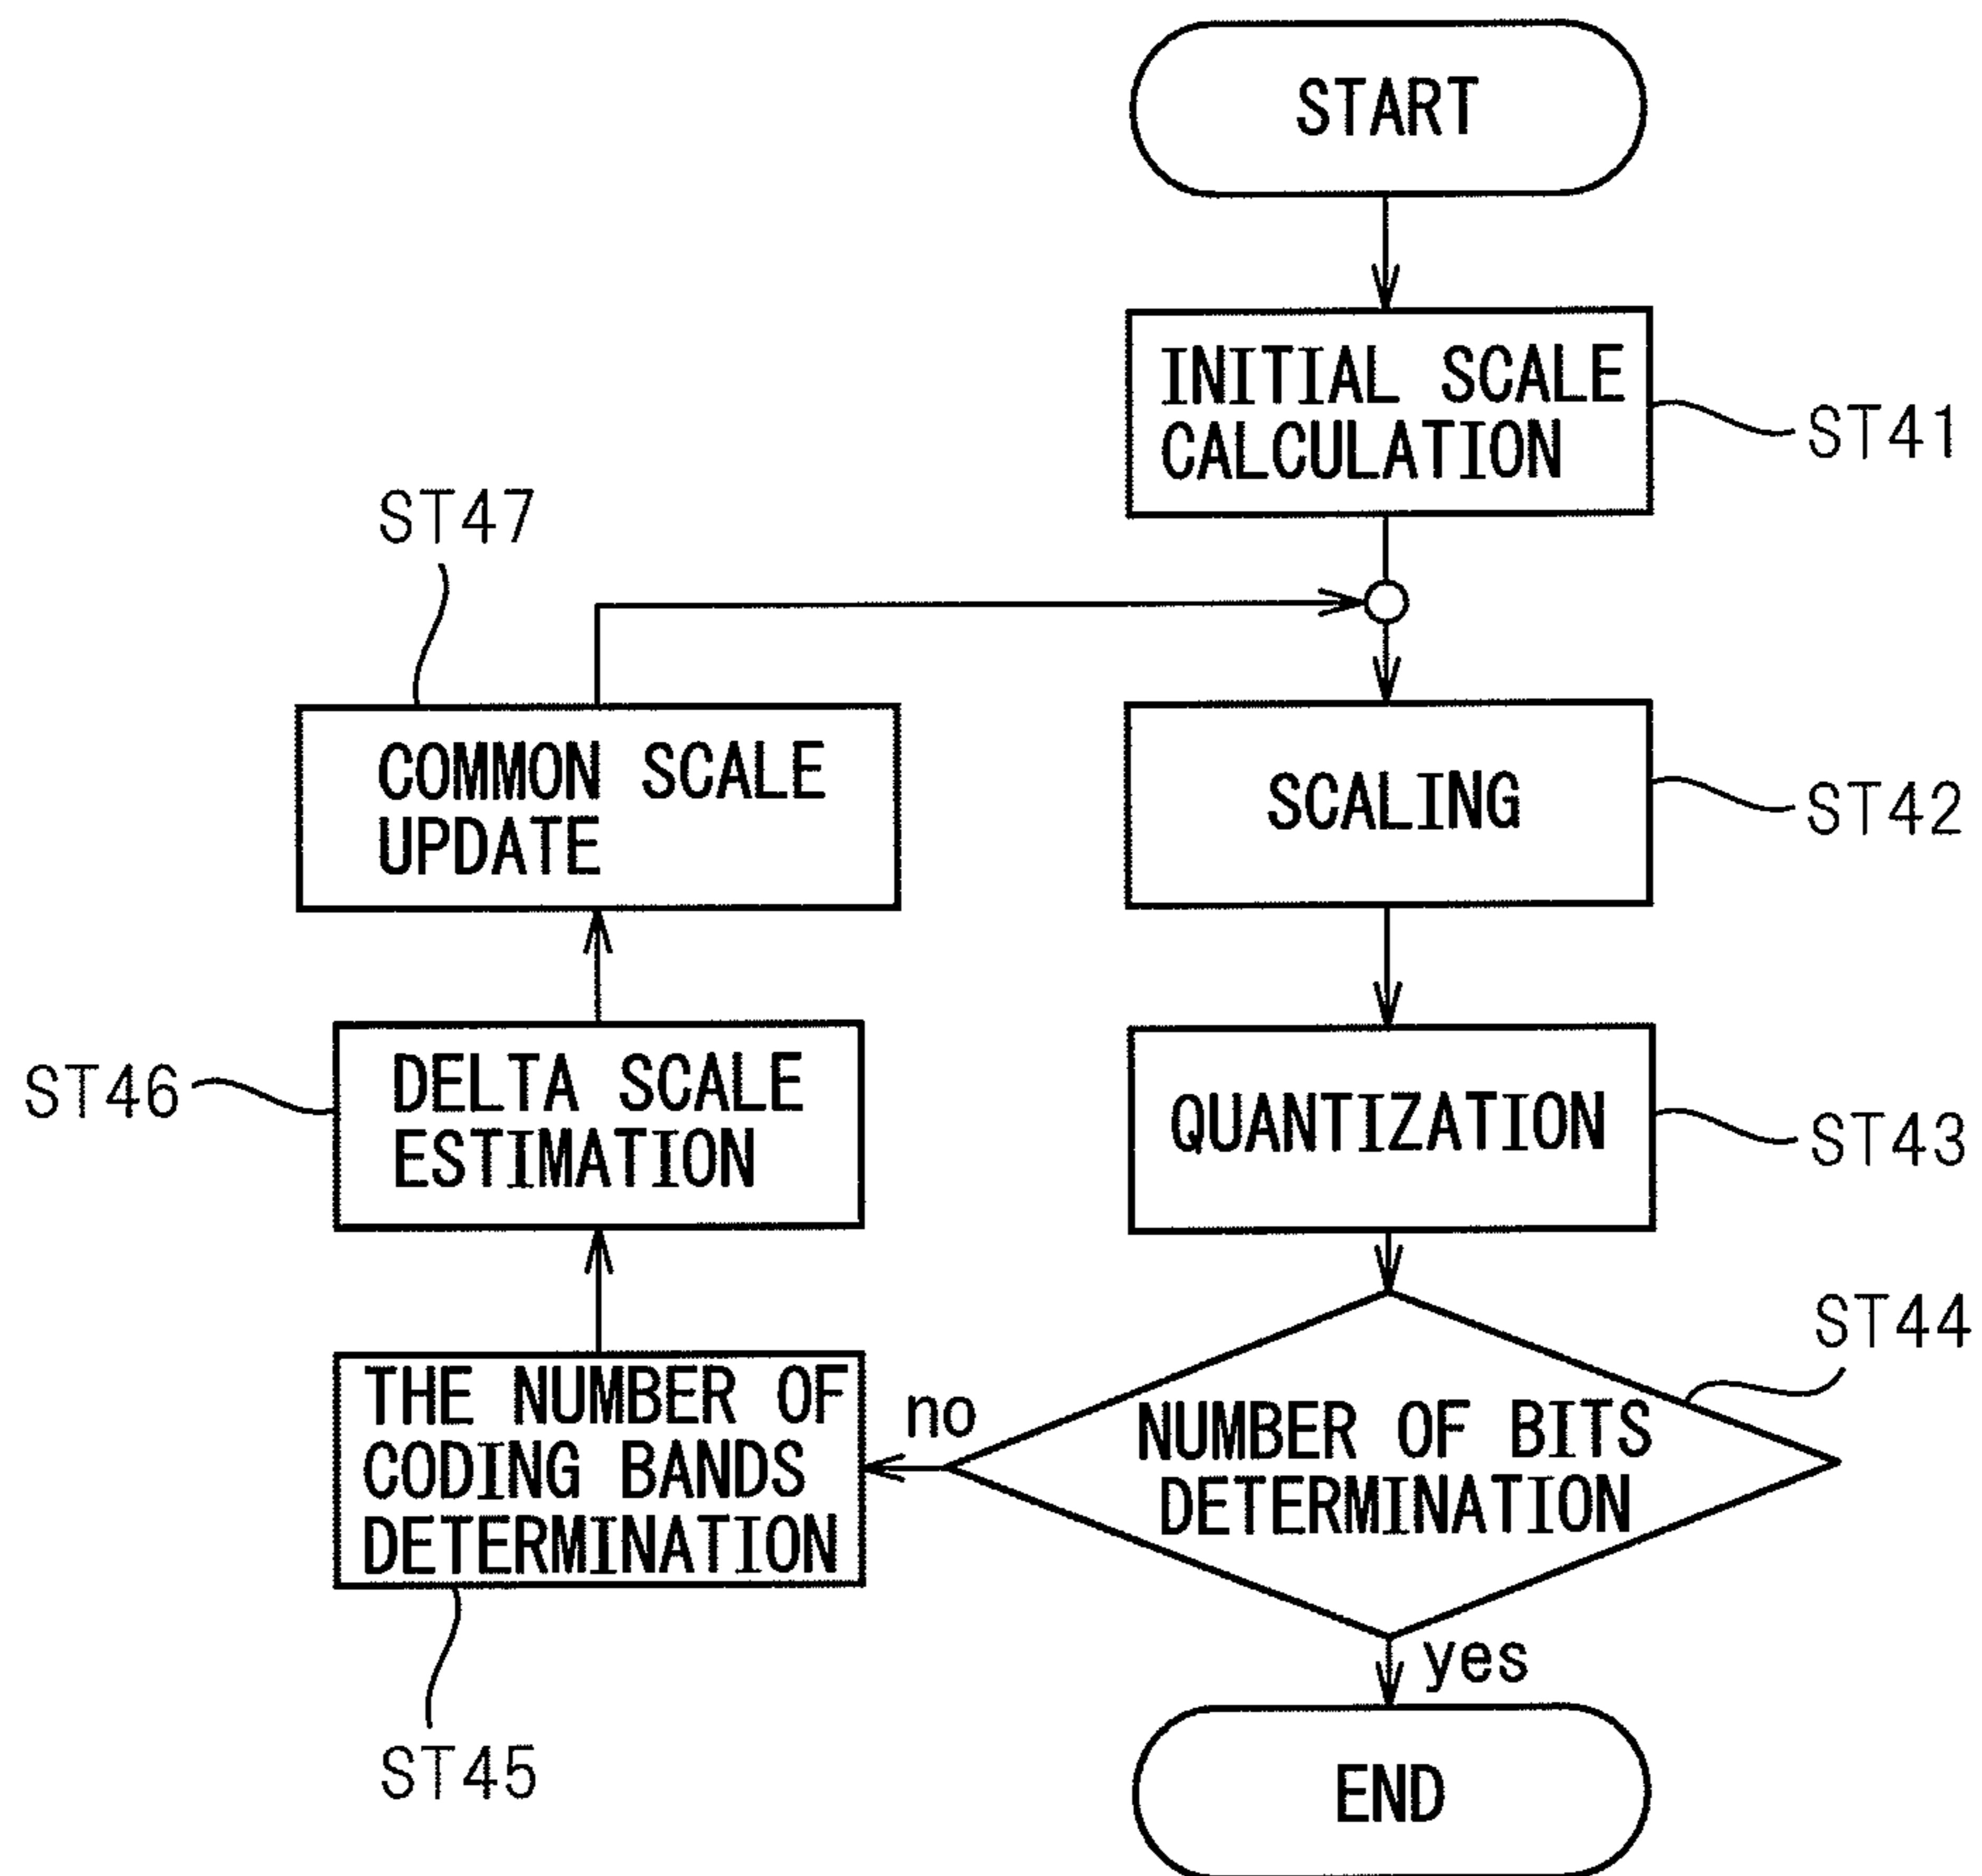 START
INITIAL SCALE
CALCULATION
ST41
ST47
COMMON SCALE
UPDATE
SCALING
ST42
DELTA SCALE
ESTIMATION
ST46
QUANTIZATION
ST43
ST44
THE NUMBER OF
CODING BANDS
DETERMINATION
no
NUMBER OF BITS
DETERMINATION
yes
ST45
END